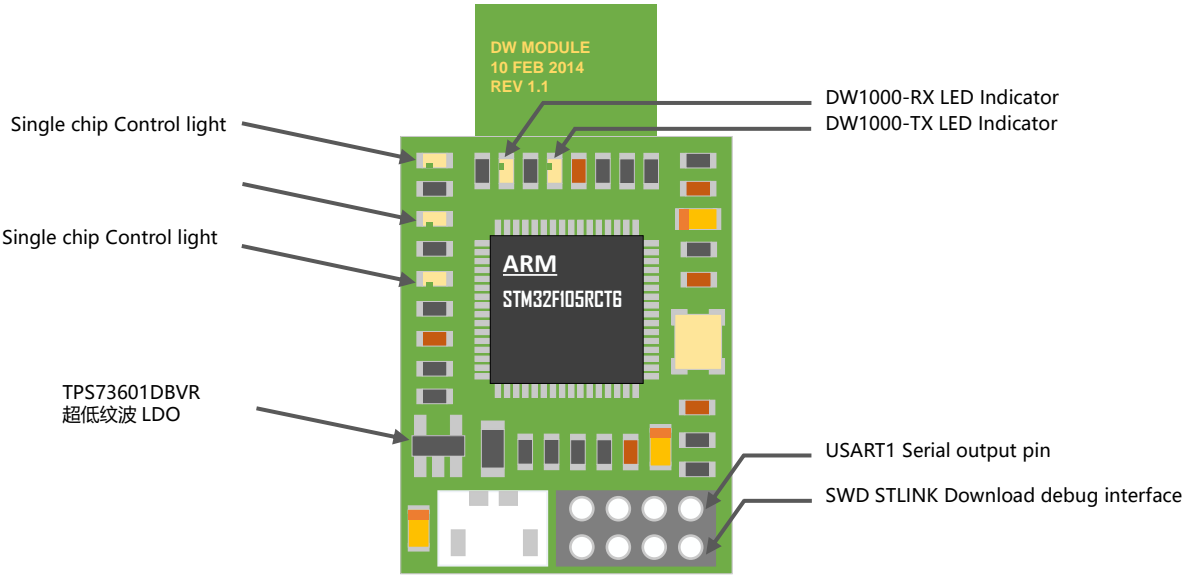 DW MODULE
10 FEB 2014
REV 1.1
DW1000-RX LED Indicator
Single chip Control light
DW1000-TX LED Indicator
Single chip Control light
ARM
STM32F105RCT6
TPS73601DBVR
超低纹波 LDO
USART1 Serial output pin
SWD STLINK Download debug interface